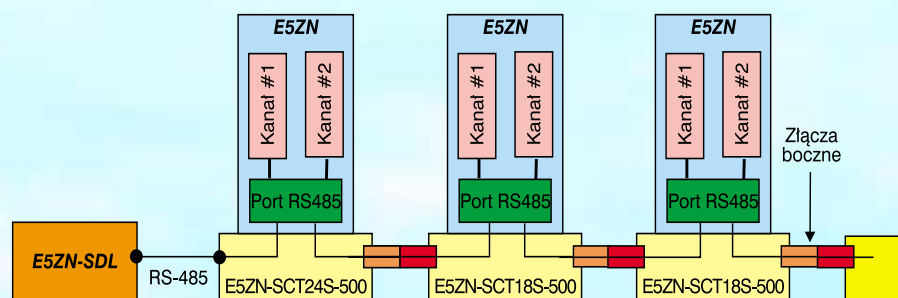 E5ZN
E5ZN
E5ZN
Kanał #1
Kanał #2
Kanał #1
Kanał #2
Kanał #1
Kanał #2
Złącza
boczne
Port RS485
Port RS485
Port RS485
E5ZN-SDL
RS-485
E5ZN-SCT24S-500
E5ZN-SCT18S-500
E5ZN-SCT18S-500